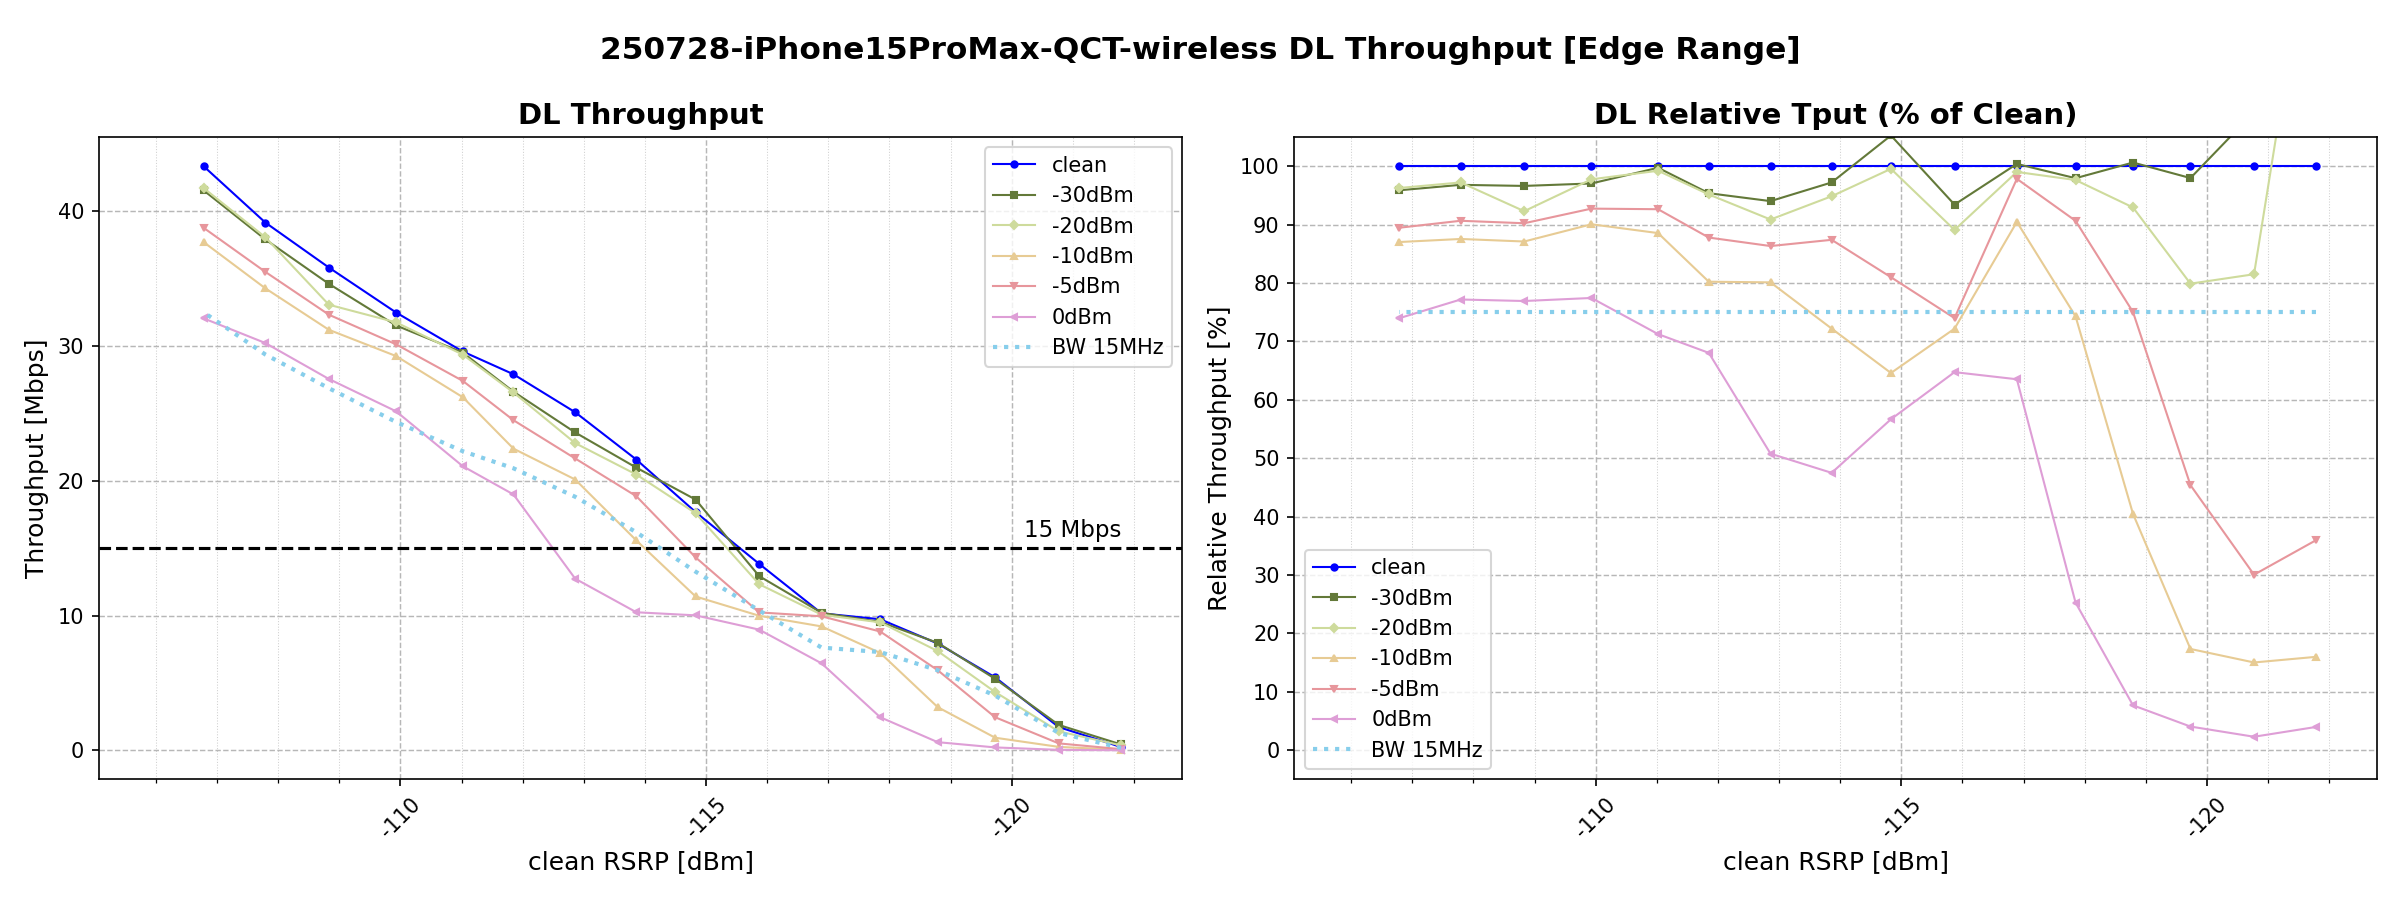 250728-iPhone15ProMax-QCT-wireless DL Throughput [Edge Range]
DL Throughput
Throughput [Mbps]
40
30
20
10
0
clean
-30dBm
-20dBm
-10dBm
-5dBm
0dBm
BW 15MHz
15 Mbps
-110
-115
-120
clean RSRP [dBm]
DL Relative Tput (% of Clean)
Relative Throughput [%]
100
90
80
70
60
50
40
30
20
10
0
clean
-30dBm
-20dBm
-10dBm
-5dBm
0dBm
BW 15MHz
-110
-115
-120
clean RSRP [dBm]